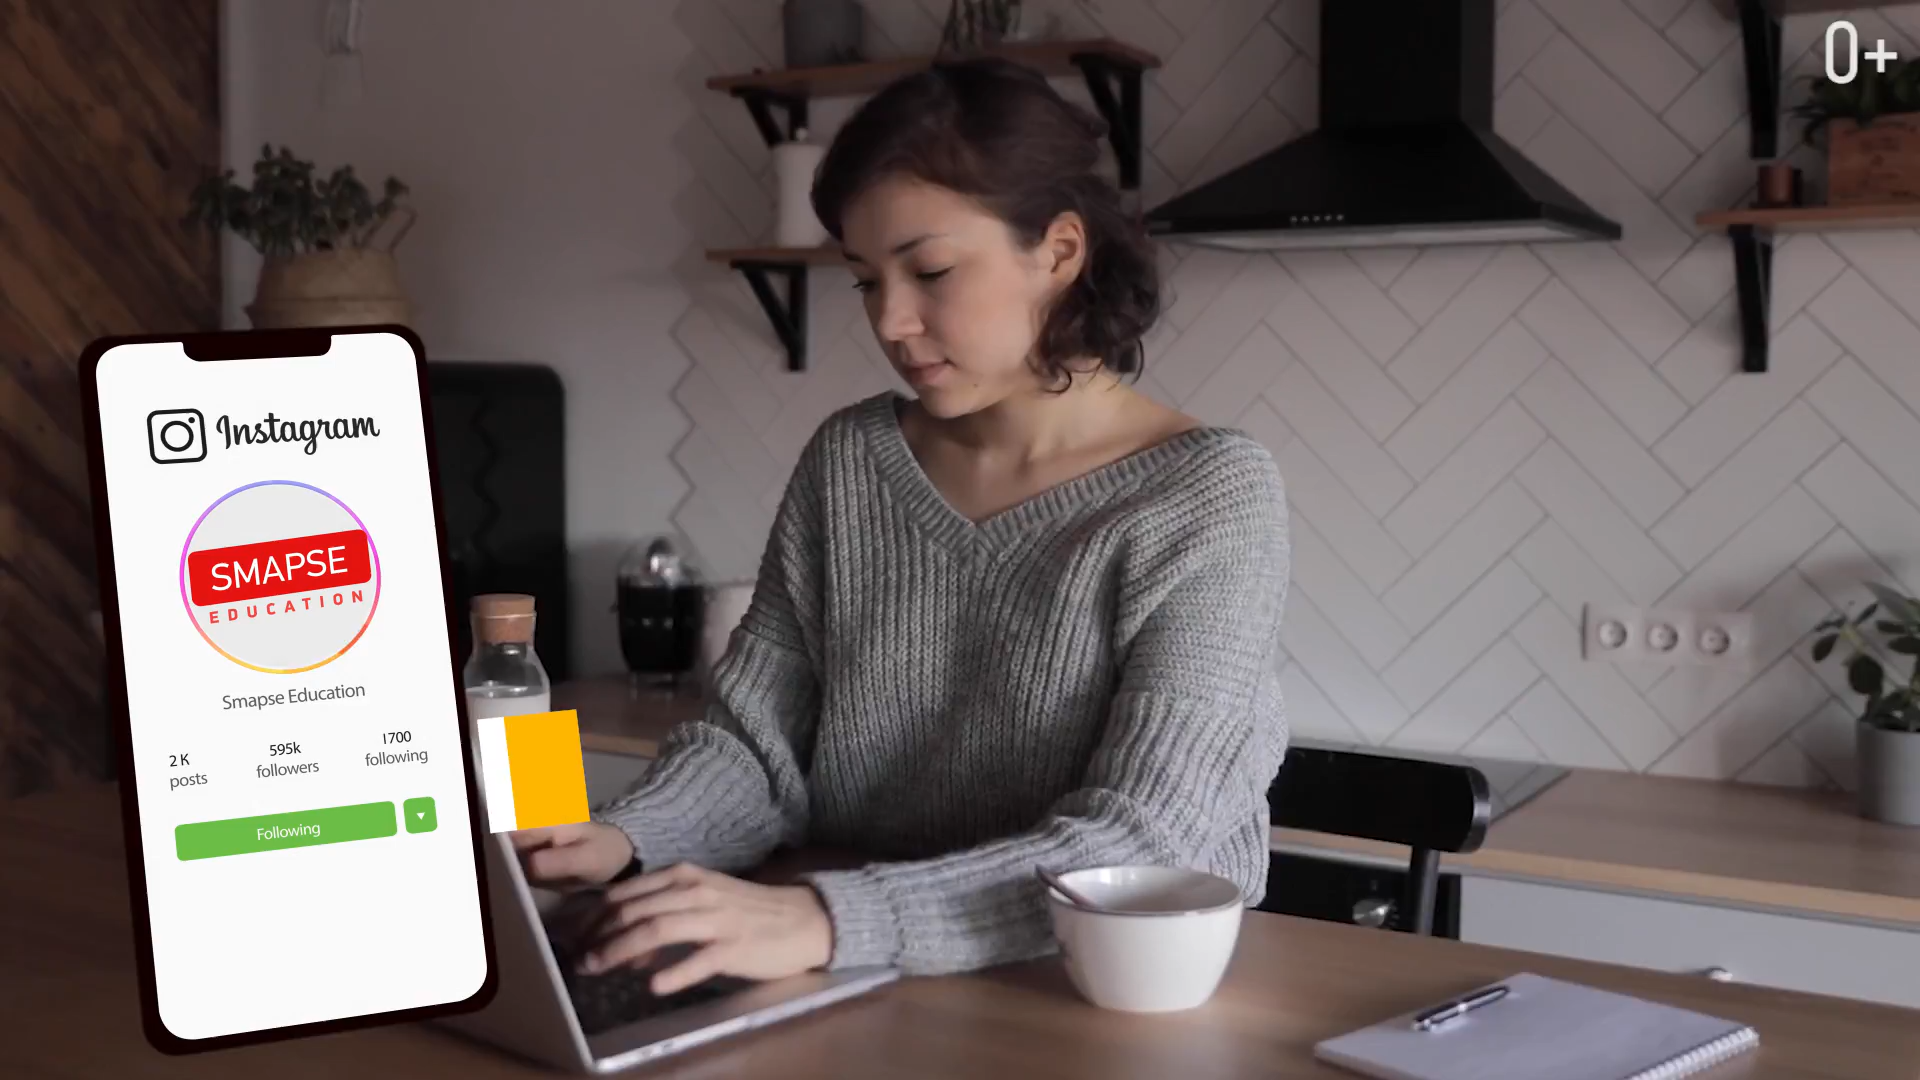 0+
Instagram
SMAPSE
EDUCATION
Smapse Education
2 K 595k 1700
posts followers following
Following